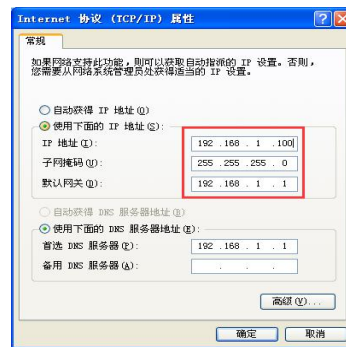 Internet 协议 (TCP/IP) 属性
常规
如果网络支持此功能，则可以获取自动指派的 IP 设置。否则，
您需要从网络系统管理员处获得适当的 IP 设置。
自动获得 IP 地址(O)
使用下面的 IP 地址(S):
IP 地址(I): 192 .168 . 1 .100
子网掩码(U): 255 .255 .255 . 0
默认网关(D): 192 .168 . 1 . 1
自动获得 DNS 服务器地址(B)
使用下面的 DNS 服务器地址(E):
首选 DNS 服务器(P): 192 .168 . 1 . 1
备用 DNS 服务器(A): . . .
高级(V)...
确定 取消